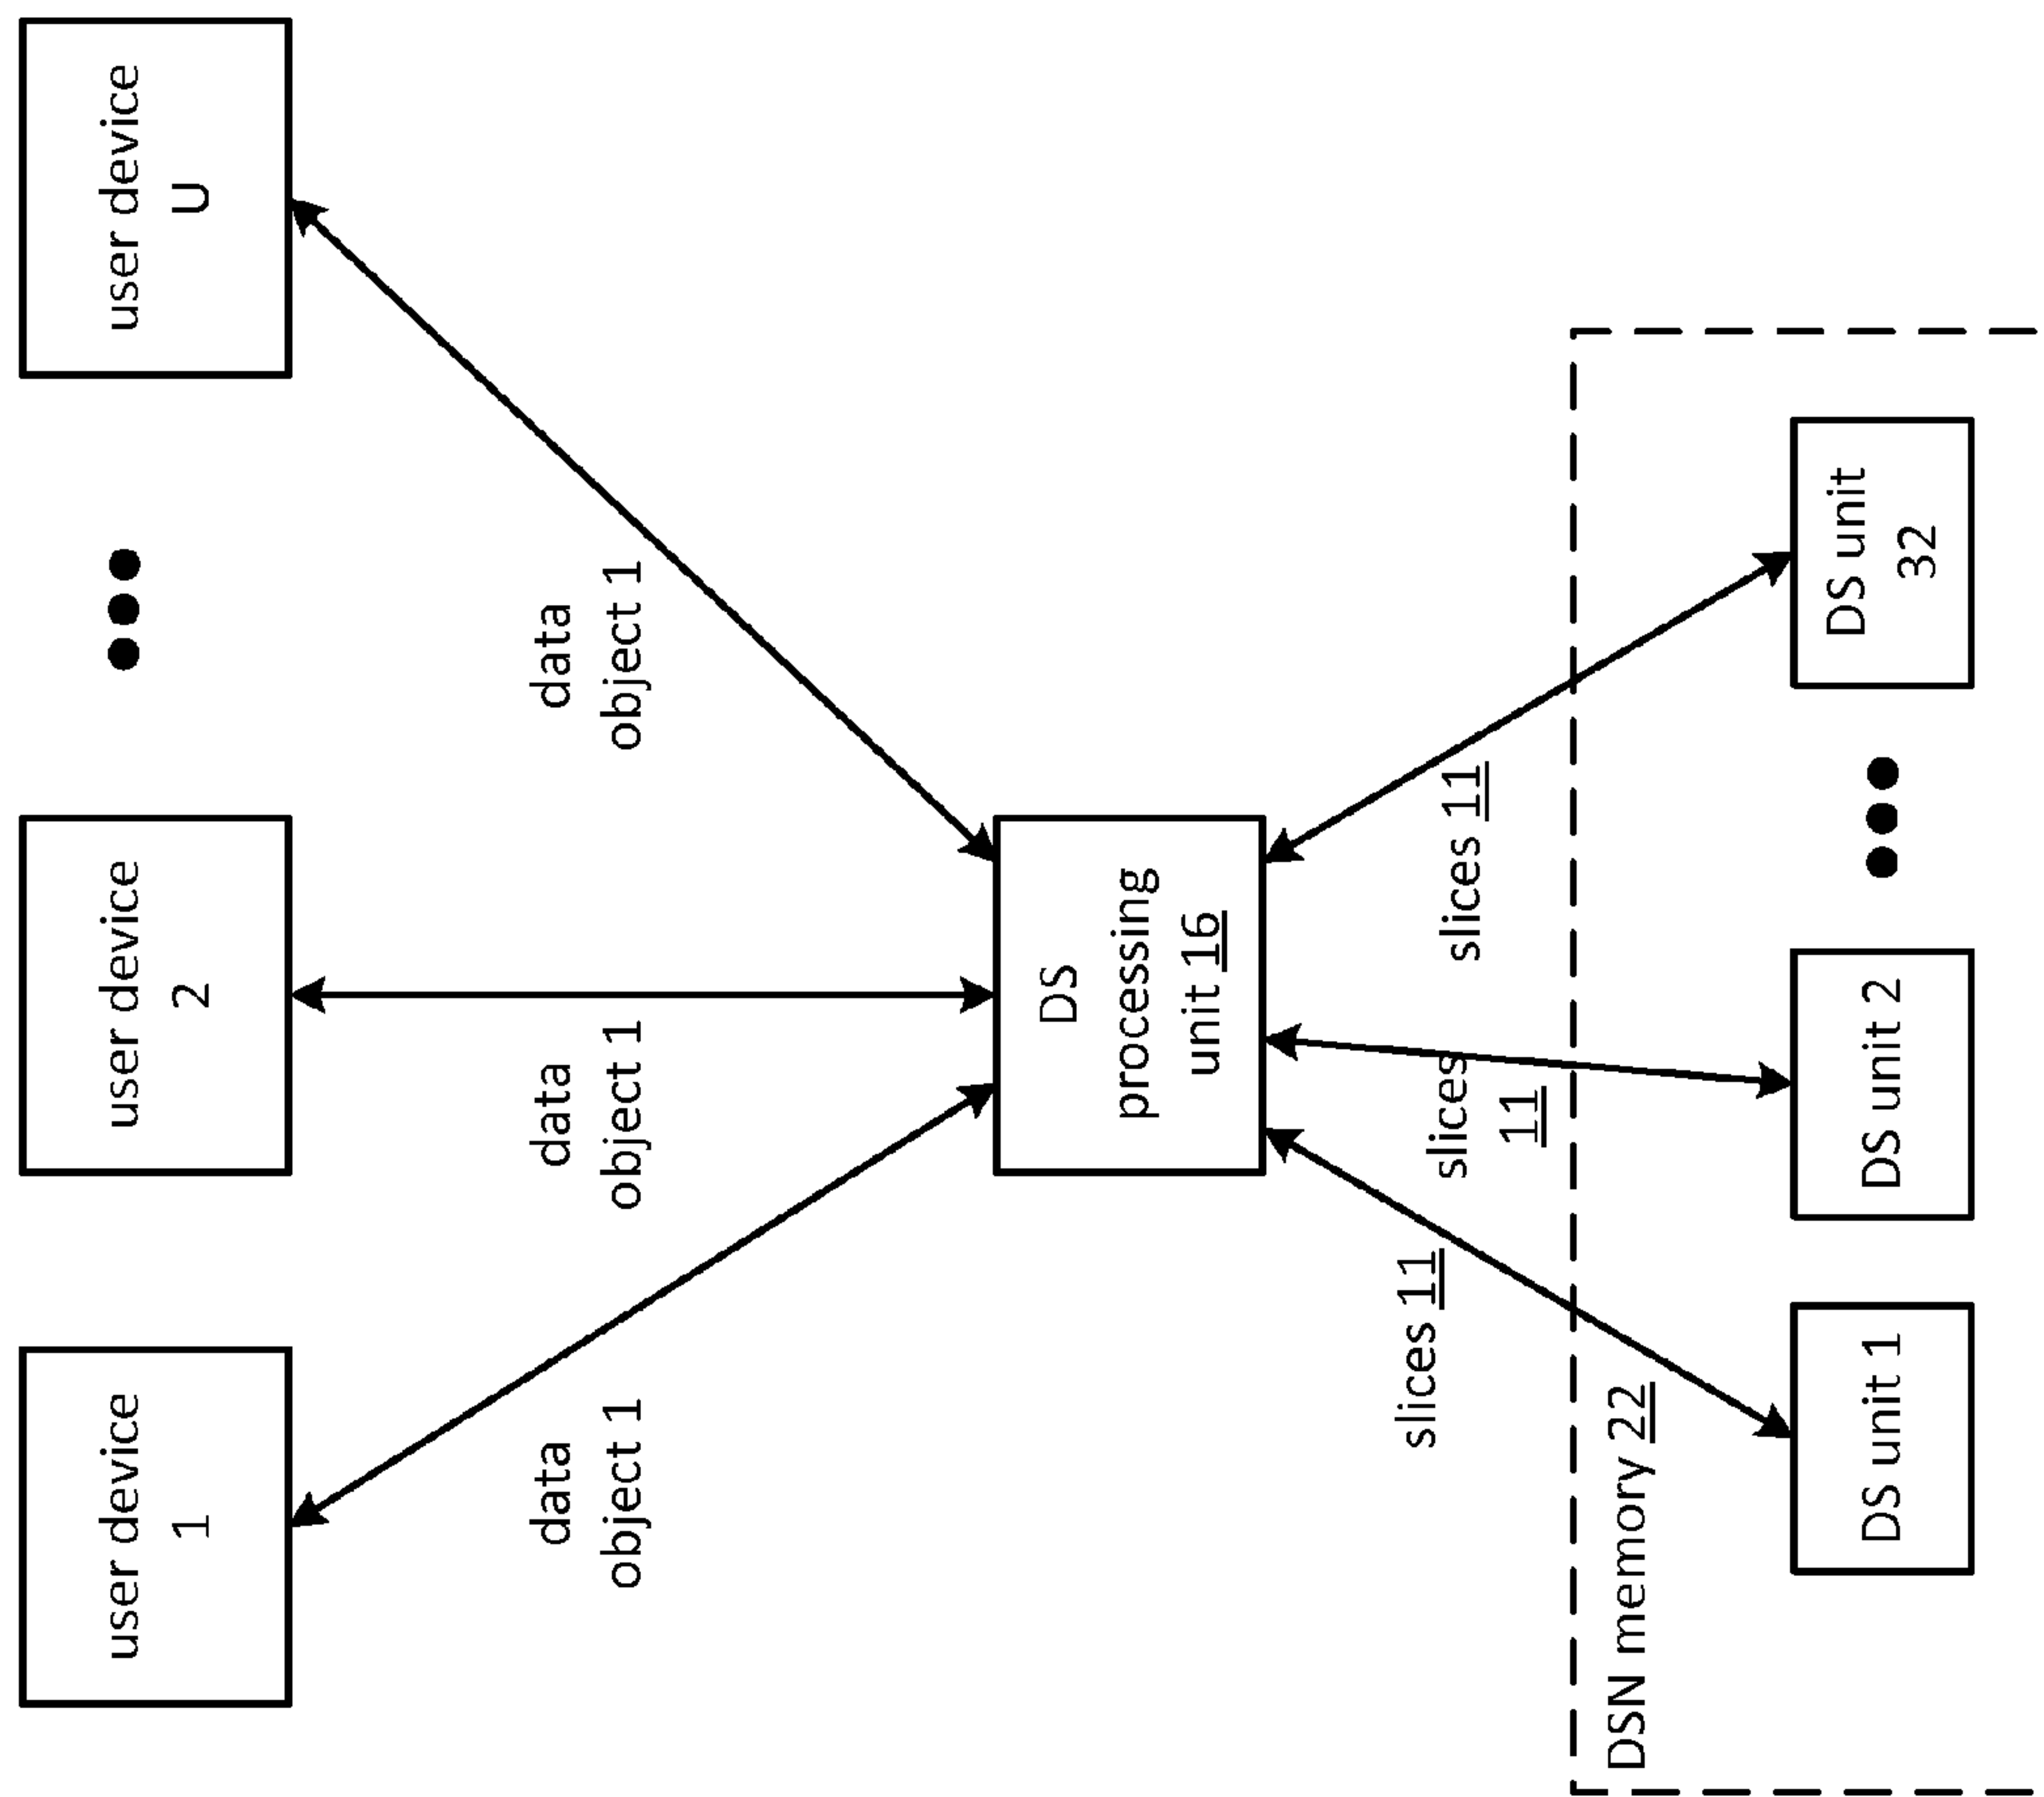 user device
1
user device
2
user device
U
data
object 1
data
object 1
data
object 1
DS
processing
unit 16
slices 11
slices
11
slices 11
DSN memory 22
DS unit 1
DS unit 2
DS unit
32